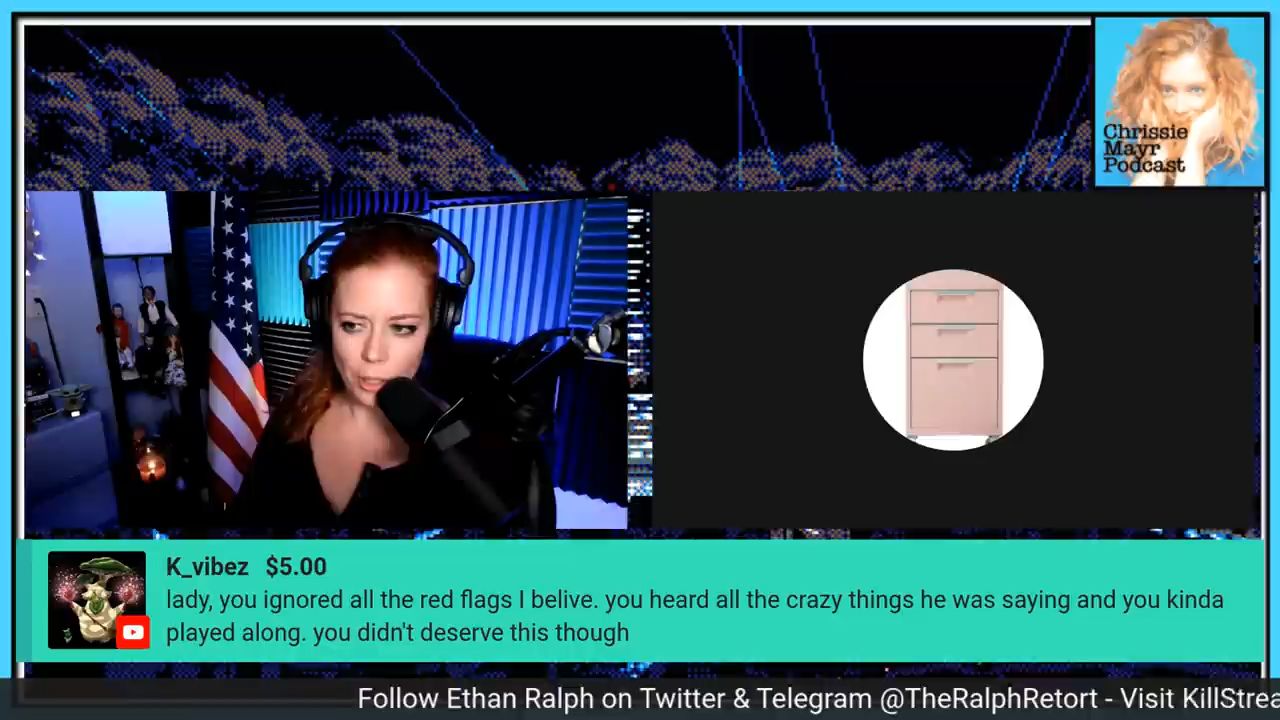 Chrissie
Mayr
Podcast
K_vibez $5.00
lady, you ignored all the red flags I belive. you heard all the crazy things he was saying and you kinda
played along. you didn't deserve this though
Follow Ethan Ralph on Twitter & Telegram @TheRalphRetort - Visit KillStrea